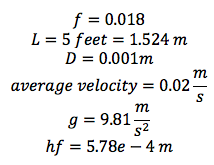 f = 0.018
L = 5 feet = 1.524 m
D = 0.001m
average velocity = 0.02 m/s
g = 9.81 m/s²
hf = 5.78e − 4 m